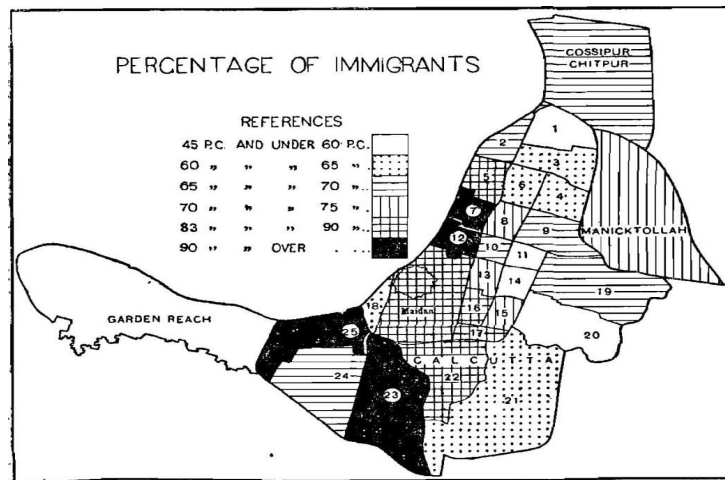 PERCENTAGE OF IMMIGRANTS
COSSIPUR
CHITPUR
REFERENCES
45 P.C. AND UNDER 60 P.C.
60 „ „ „ 65 „
65 „ „ „ 70 „
70 „ „ „ 75 „
83 „ „ „ 90 „
90 „ „ OVER . . .
1
2
3
5
6
4
7
8
MANICKTOLLAH
9
12
10
11
13
14
19
18
Maidan
16
15
GARDEN REACH
25
17
20
CALCUTTA
24
22
23
21